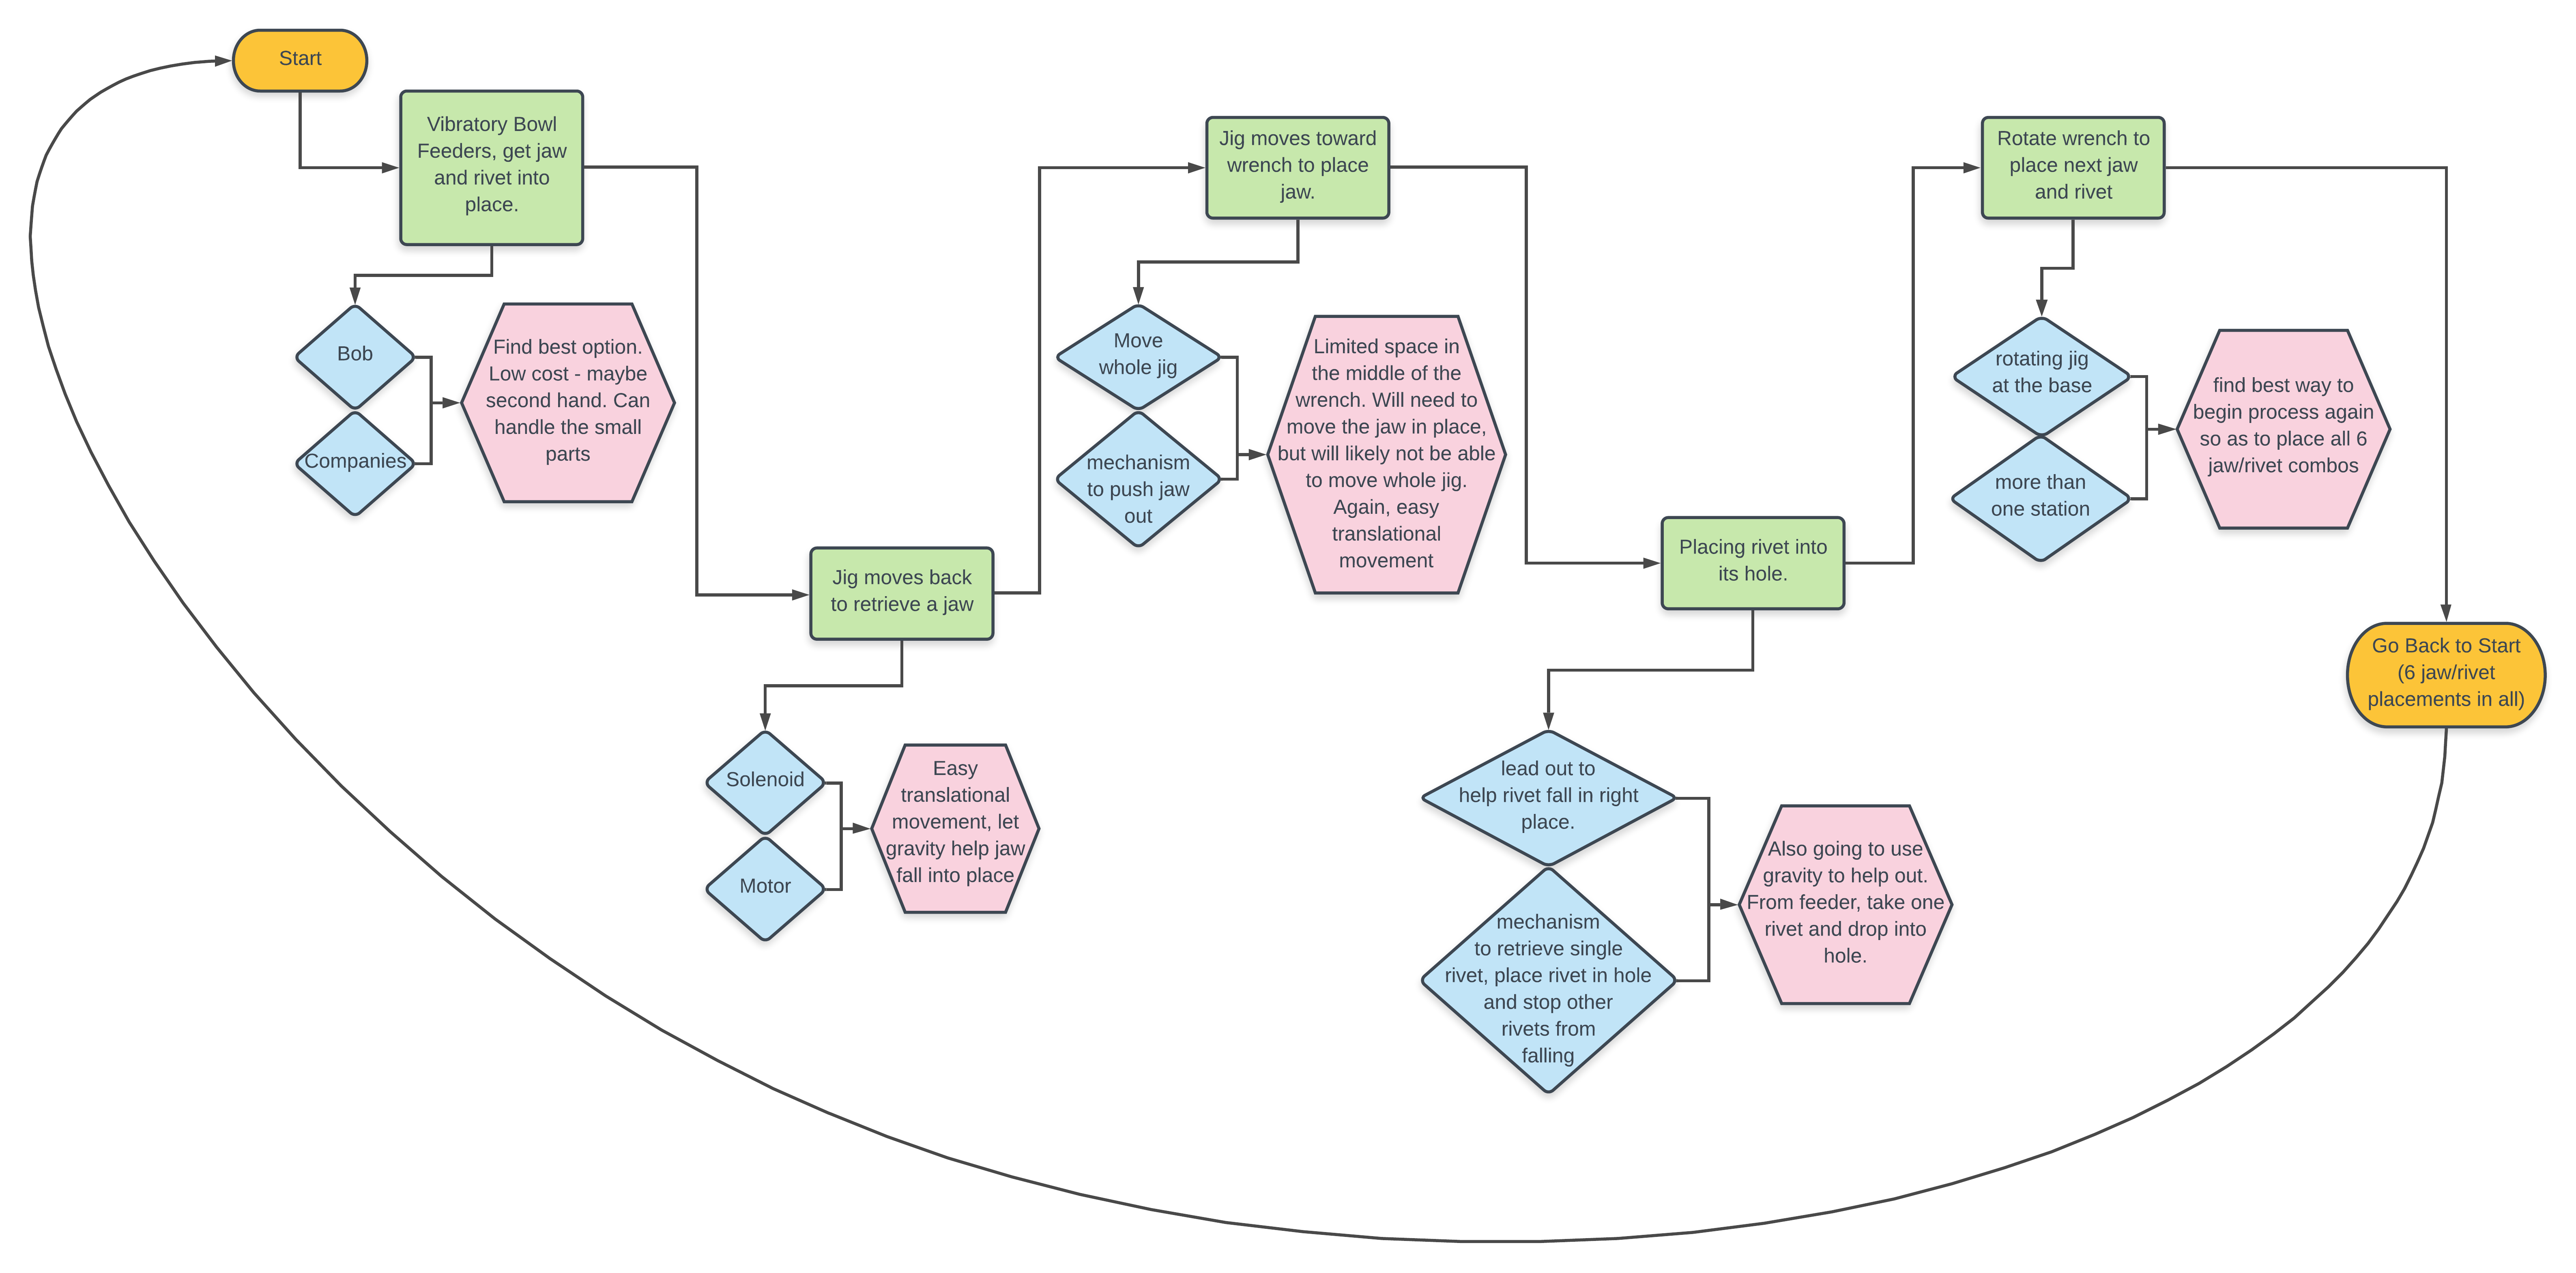 Start
Vibratory Bowl
Feeders, get jaw
and rivet into
place.
Bob
Companies
Find best option.
Low cost - maybe
second hand. Can
handle the small
parts
Jig moves back
to retrieve a jaw
Solenoid
Motor
Easy
translational
movement, let
gravity help jaw
fall into place
Jig moves toward
wrench to place
jaw.
Move
whole jig
mechanism
to push jaw
out
Limited space in
the middle of the
wrench. Will need to
move the jaw in place,
but will likely not be able
to move whole jig.
Again, easy
translational
movement
Placing rivet into
its hole.
lead out to
help rivet fall in right
place.
mechanism
to retrieve single
rivet, place rivet in hole
and stop other
rivets from
falling
Also going to use
gravity to help out.
From feeder, take one
rivet and drop into
hole.
Rotate wrench to
place next jaw
and rivet
rotating jig
at the base
more than
one station
find best way to
begin process again
so as to place all 6
jaw/rivet combos
Go Back to Start
(6 jaw/rivet
placements in all)